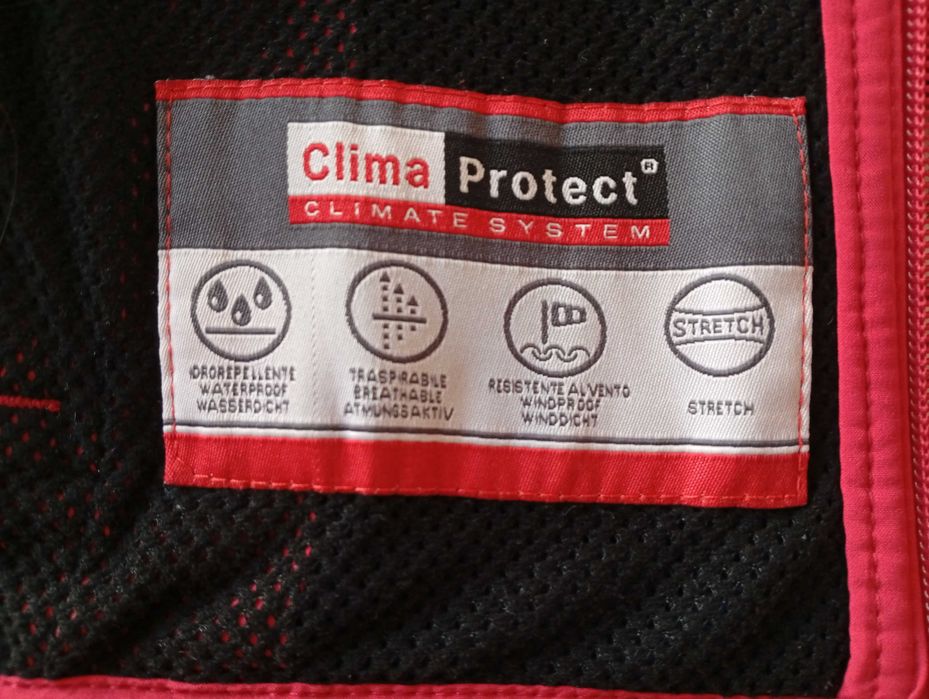 Clima Protect®
CLIMATE SYSTEM
STRETCH
IDROREPELLENTE
WATERPROOF
WASSERDICHT
TRASPIRABILE
BREATHABLE
ATMUNGSAKTIV
RESISTENTE AL VENTO
WINDPROOF
WINDDICHT
STRETCH